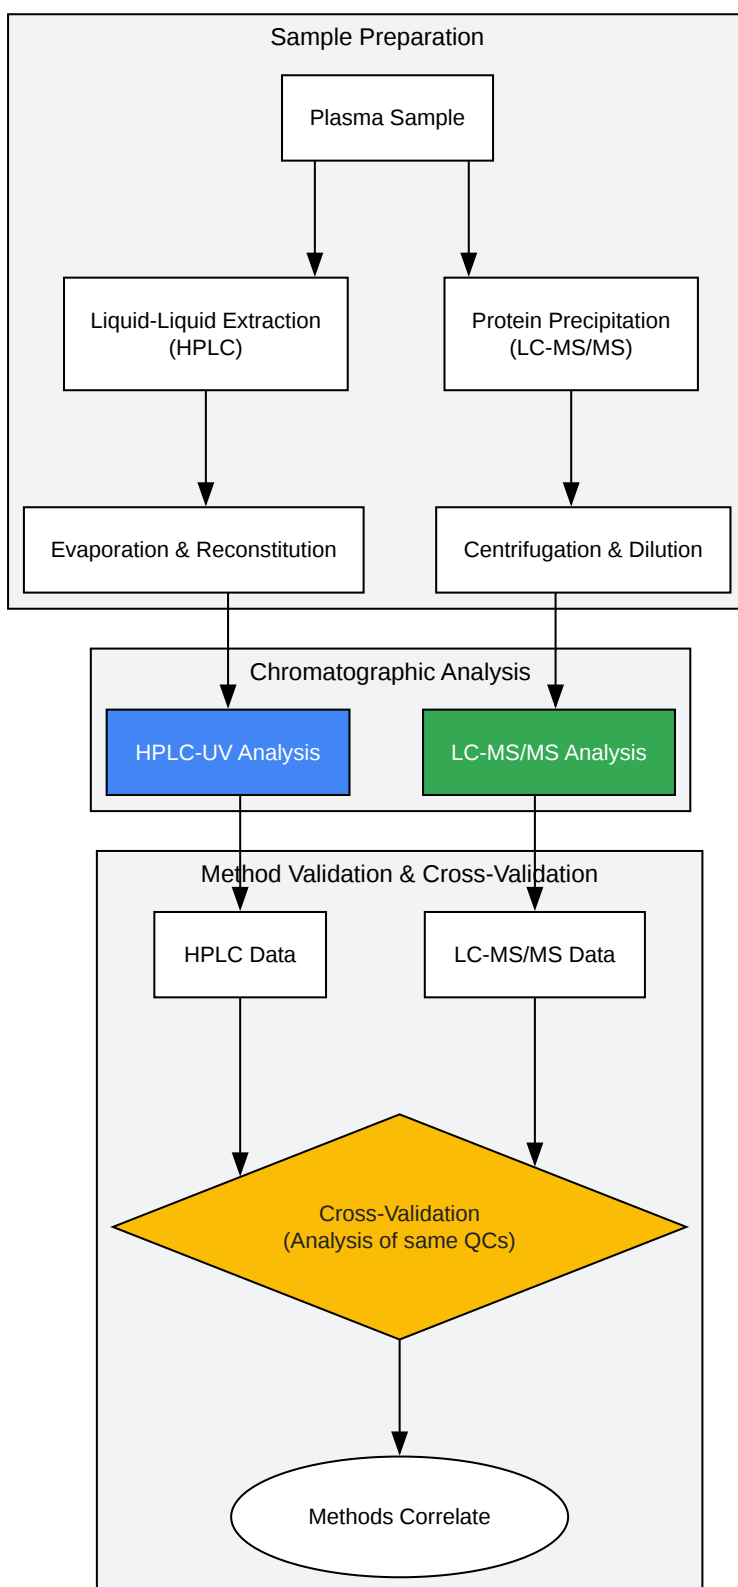 Sample Preparation
Plasma Sample
Liquid-Liquid Extraction
(HPLC)
Protein Precipitation
(LC-MS/MS)
Evaporation & Reconstitution
Centrifugation & Dilution
Chromatographic Analysis
HPLC-UV Analysis
LC-MS/MS Analysis
Method Validation & Cross-Validation
HPLC Data
LC-MS/MS Data
Cross-Validation
(Analysis of same QCs)
Methods Correlate